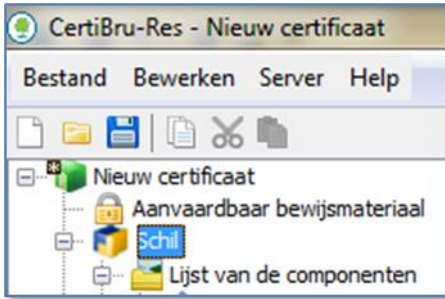 CertiBru-Res - Nieuw certificaat
Bestand Bewerken Server Help
Nieuw certificaat
Aanvaardbaar bewijsmateriaal
Schil
Lijst van de componenten